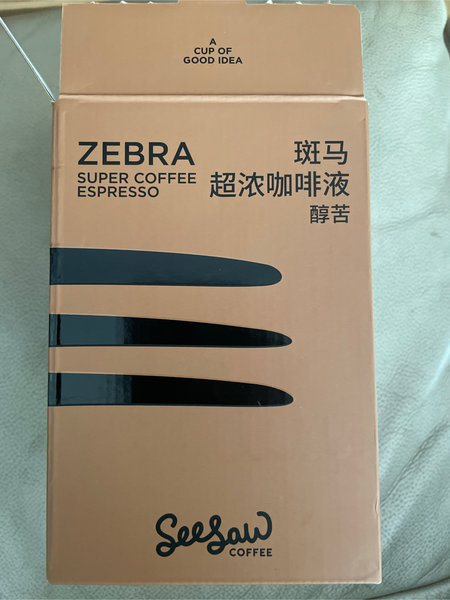 A
CUP OF
GOOD IDEA
ZEBRA
SUPER COFFEE
ESPRESSO
斑马
超浓咖啡液
醇苦
SeeSaw
COFFEE